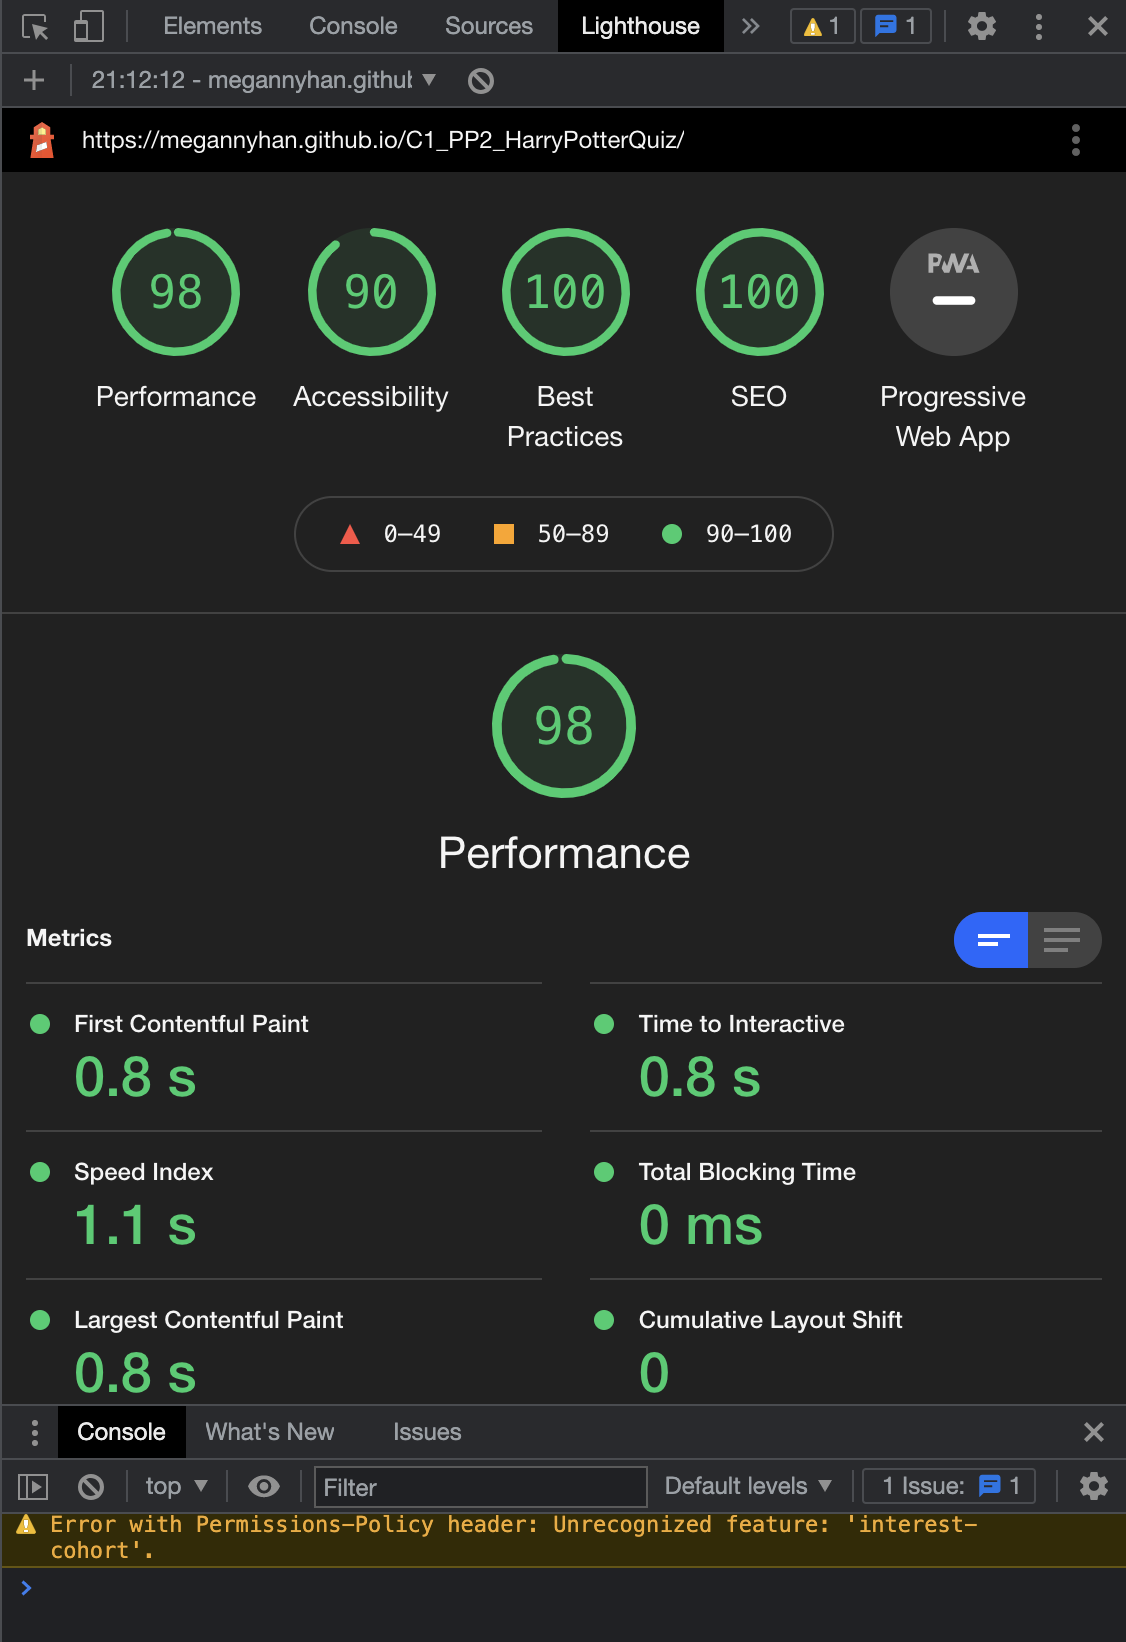 Elements Console Sources Lighthouse 1 1
21:12:12 - megannyhan.github
https://megannyhan.github.io/C1_PP2_HarryPotterQuiz/
98 90 100 100 PWA
Performance Accessibility Best Practices SEO Progressive Web App
0–49 50–89 90–100
98
Performance
Metrics
First Contentful Paint
0.8 s
Time to Interactive
0.8 s
Speed Index
1.1 s
Total Blocking Time
0 ms
Largest Contentful Paint
0.8 s
Cumulative Layout Shift
0
Console What's New Issues
top Filter Default levels 1 Issue: 1
Error with Permissions-Policy header: Unrecognized feature: 'interest-
cohort'.